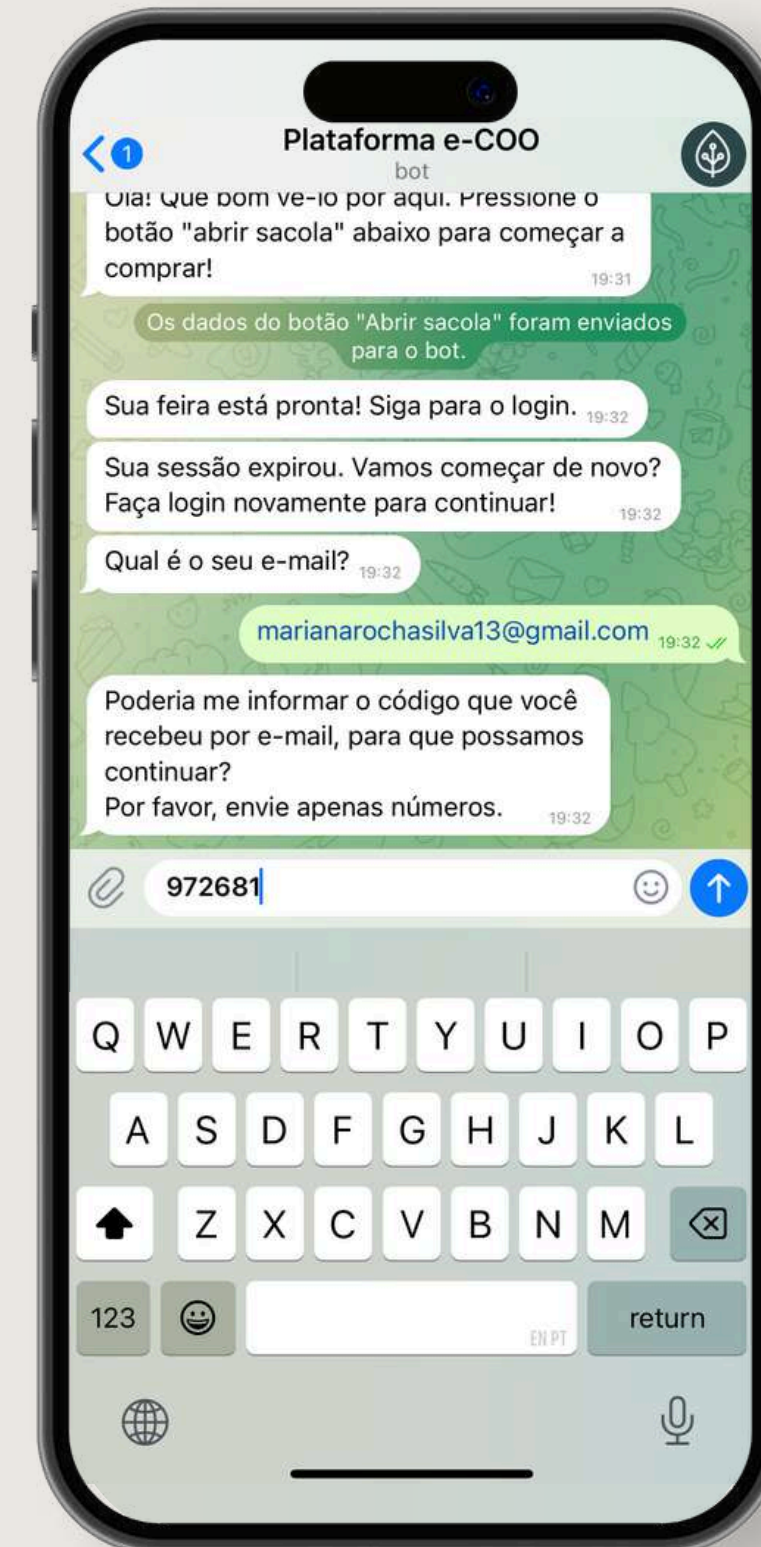 1
Plataforma e-COO
bot
Olá! Que bom vê-lo por aqui. Pressione o
botão "abrir sacola" abaixo para começar a
comprar!
19:31
Os dados do botão "Abrir sacola" foram enviados
para o bot.
Sua feira está pronta! Siga para o login. 19:32
Sua sessão expirou. Vamos começar de novo?
Faça login novamente para continuar! 19:32
Qual é o seu e-mail? 19:32
marianarochasilva13@gmail.com 19:32
Poderia me informar o código que você
recebeu por e-mail, para que possamos
continuar?
Por favor, envie apenas números. 19:32
972681
Q W E R T Y U I O P
A S D F G H J K L
Z X C V B N M
123 return
EN PT